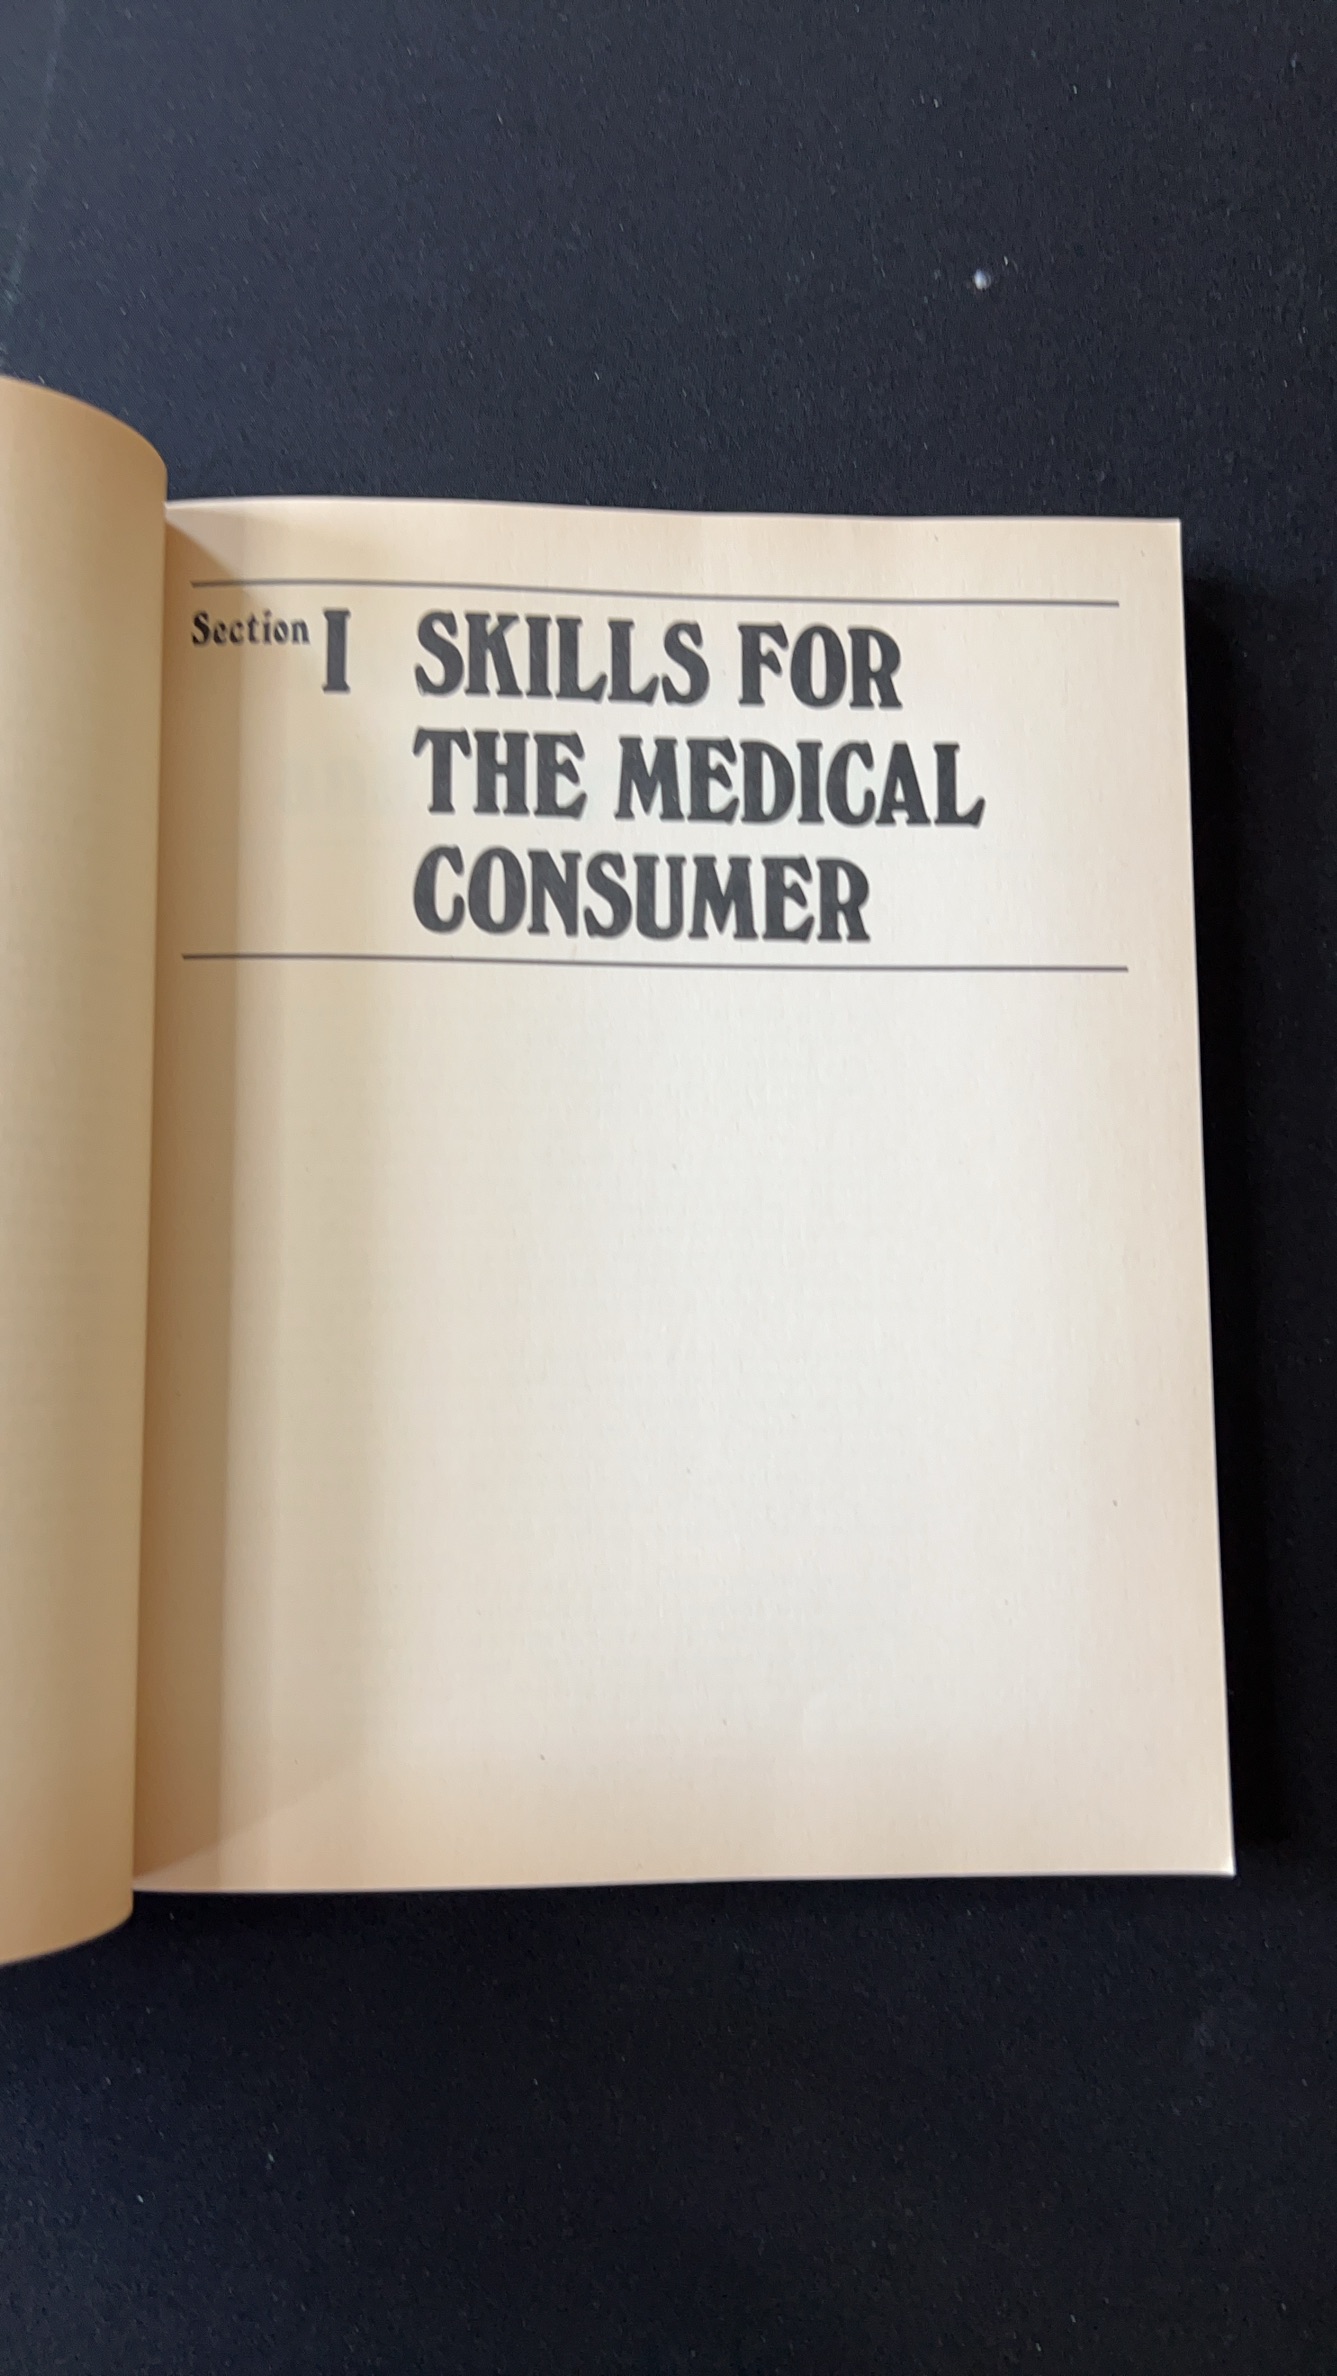 Section I SKILLS FOR
THE MEDICAL
CONSUMER